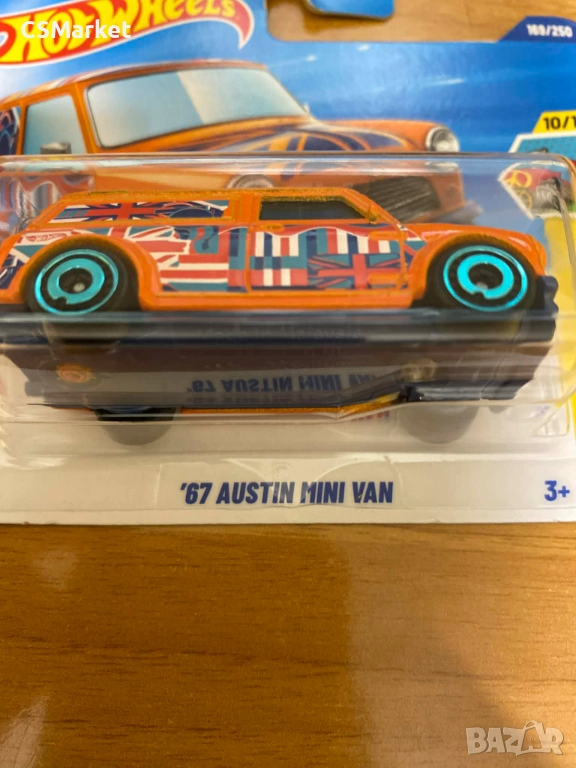 CSMarket
Hot Wheels
169/250
10/1
'67 AUSTIN MINI VAN
'67 AUSTIN MINI VAN
3+
BAZAR